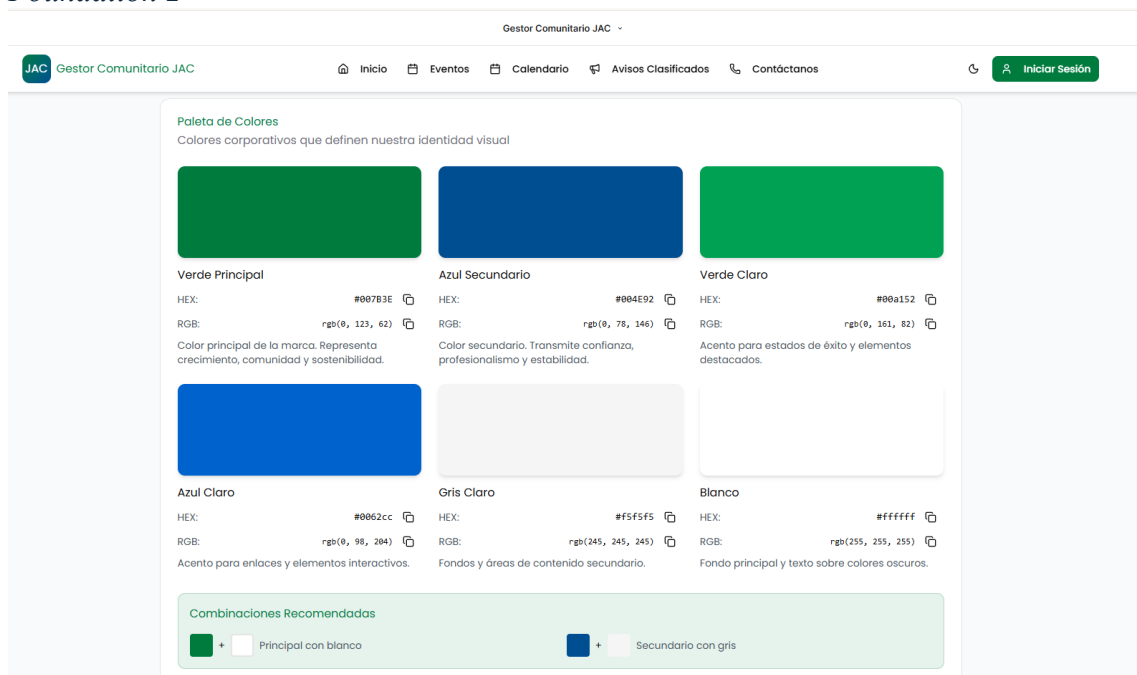 Gestor Comunitario JAC
JAC Gestor Comunitario JAC Inicio Eventos Calendario Avisos Clasificados Contáctanos Iniciar Sesión
Paleta de Colores
Colores corporativos que definen nuestra identidad visual
Verde Principal
HEX: #007B3E
RGB: rgb(0, 123, 62)
Color principal de la marca. Representa
crecimiento, comunidad y sostenibilidad.
Azul Secundario
HEX: #004E92
RGB: rgb(0, 78, 146)
Color secundario. Transmite confianza,
profesionalismo y estabilidad.
Verde Claro
HEX: #00a152
RGB: rgb(0, 161, 82)
Acento para estados de éxito y elementos
destacados.
Azul Claro
HEX: #0062cc
RGB: rgb(0, 98, 204)
Acento para enlaces y elementos interactivos.
Gris Claro
HEX: #f5f5f5
RGB: rgb(245, 245, 245)
Fondos y áreas de contenido secundario.
Blanco
HEX: #ffffff
RGB: rgb(255, 255, 255)
Fondo principal y texto sobre colores oscuros.
Combinaciones Recomendadas
+ Principal con blanco
+ Secundario con gris